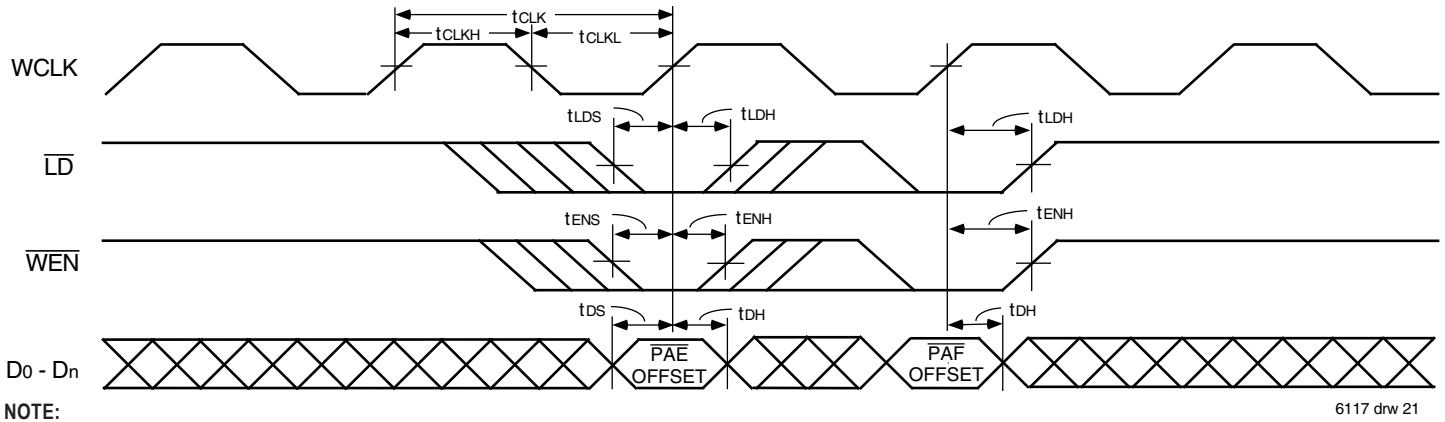 tCLK
tCLKH
tCLKL
WCLK
tLDS
tLDH
tLDH
LD
tENS
tENH
tENH
WEN
tDS
tDH
tDH
D0 - Dn
PAE
OFFSET
PAF
OFFSET
NOTE:
6117 drw 21